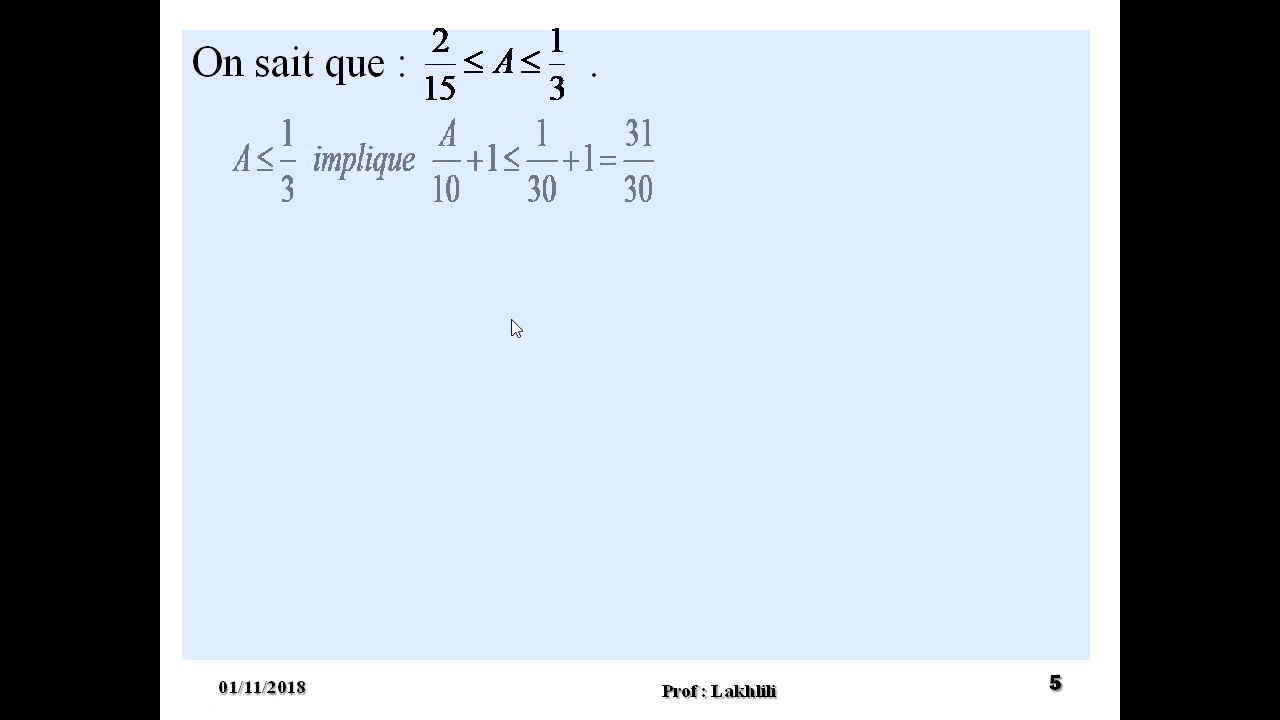 On sait que : 2/15 ≤ A ≤ 1/3 .
A ≤ 1/3 implique A/10 + 1 ≤ 1/30 + 1 = 31/30
01/11/2018 Prof : Lakhlili 5